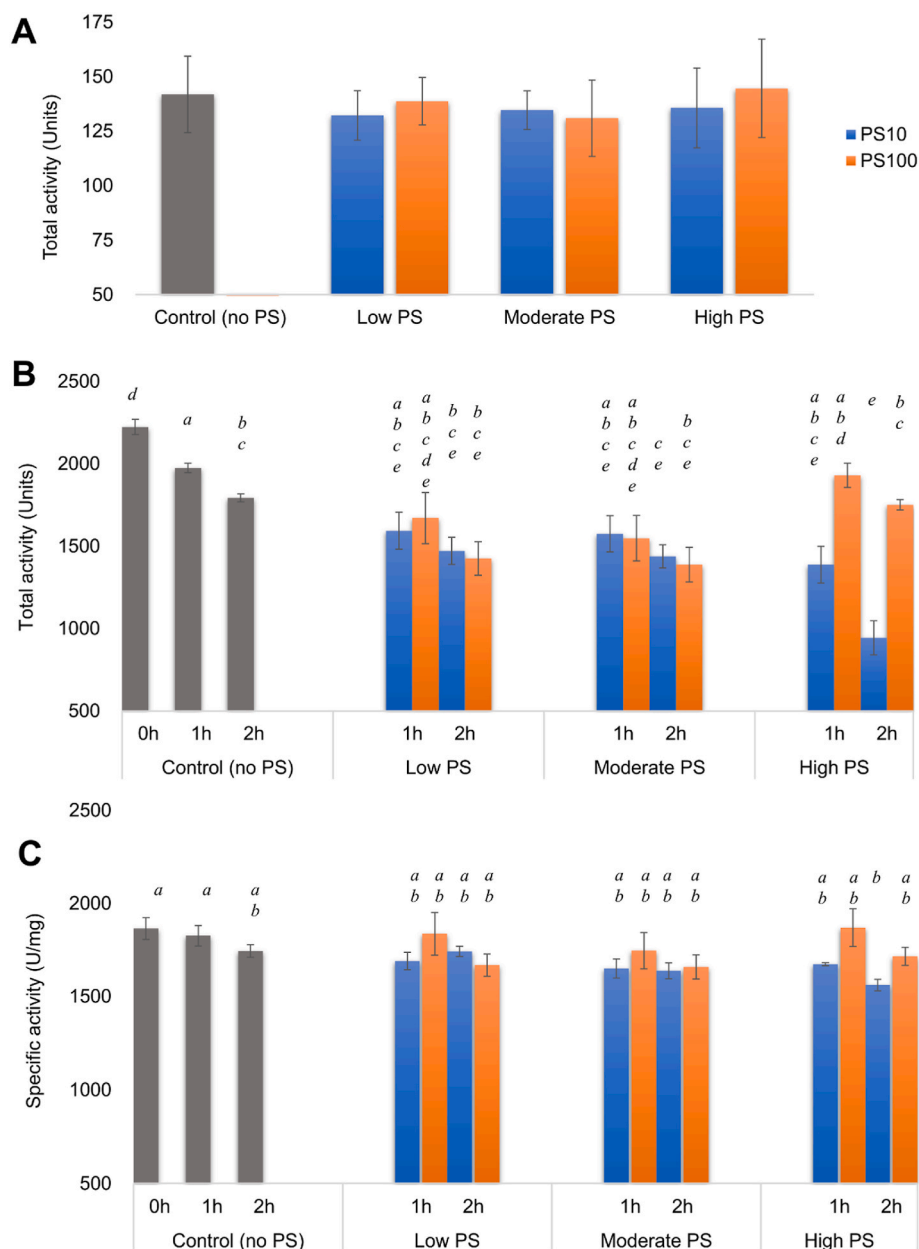 A
Total activity (Units)
175
150
125
100
75
50
Control (no PS) Low PS Moderate PS High PS
PS10
PS100
B
Total activity (Units)
2500
2000
1500
1000
500
d a b a a b b a a c b a a e b
c b b c c b b e c b b c
c c e e c c e c d
e d e d e
e e
0h 1h 2h 1h 2h 1h 2h 1h 2h
Control (no PS) Low PS Moderate PS High PS
C
Specific activity (U/mg)
2500
2000
1500
1000
500
a a a a a a a a a a a a a b a
b b b b b b b b b b b b
0h 1h 2h 1h 2h 1h 2h 1h 2h
Control (no PS) Low PS Moderate PS High PS